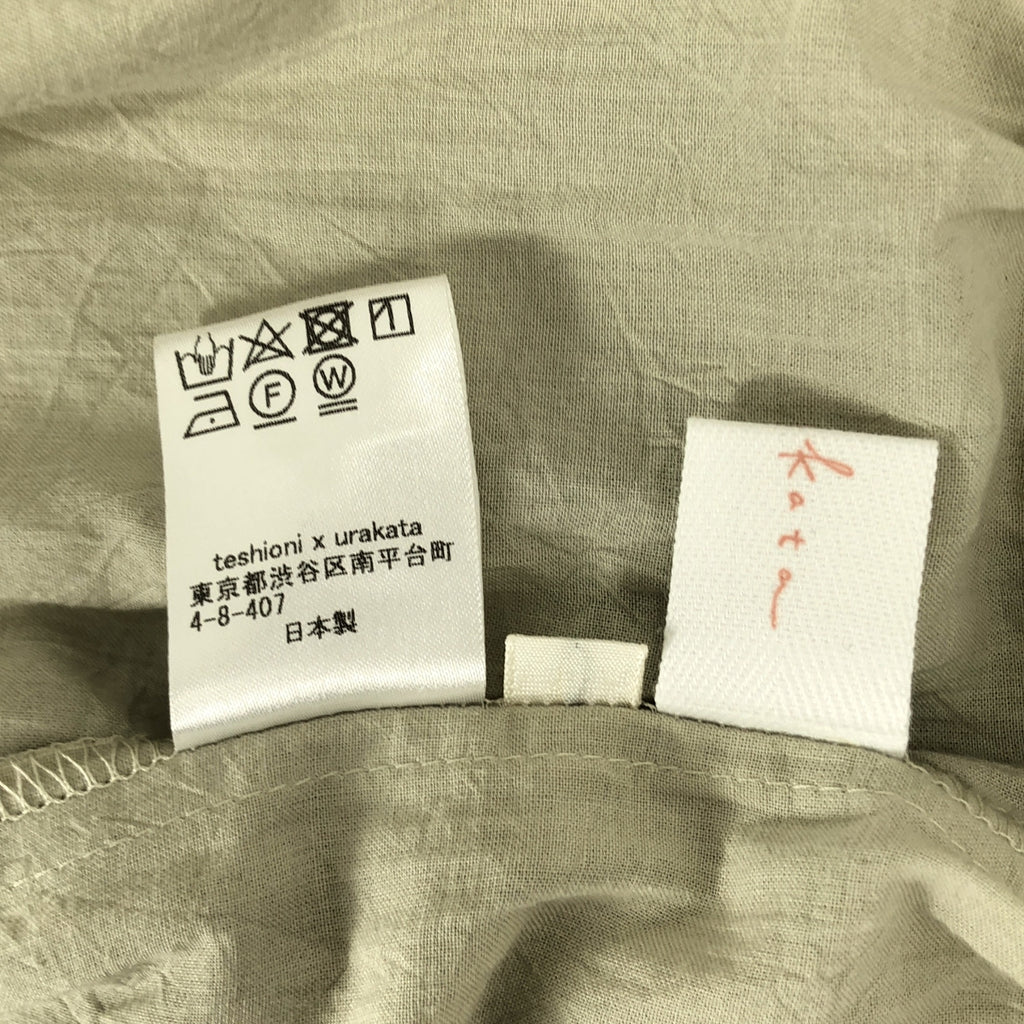 F W
teshioni x urakata
東京都渋谷区南平台町
4-8-407
日本製
kata